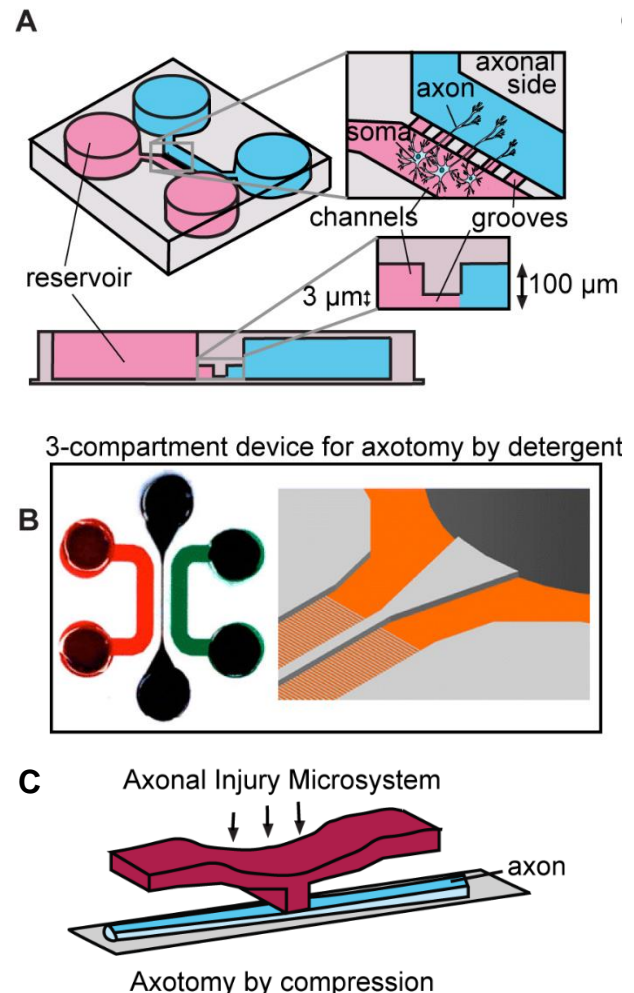 A
axonal
side
axon
soma
channels
grooves
reservoir
3 µm
100 µm
3-compartment device for axotomy by detergent
B
C
Axonal Injury Microsystem
axon
Axotomy by compression